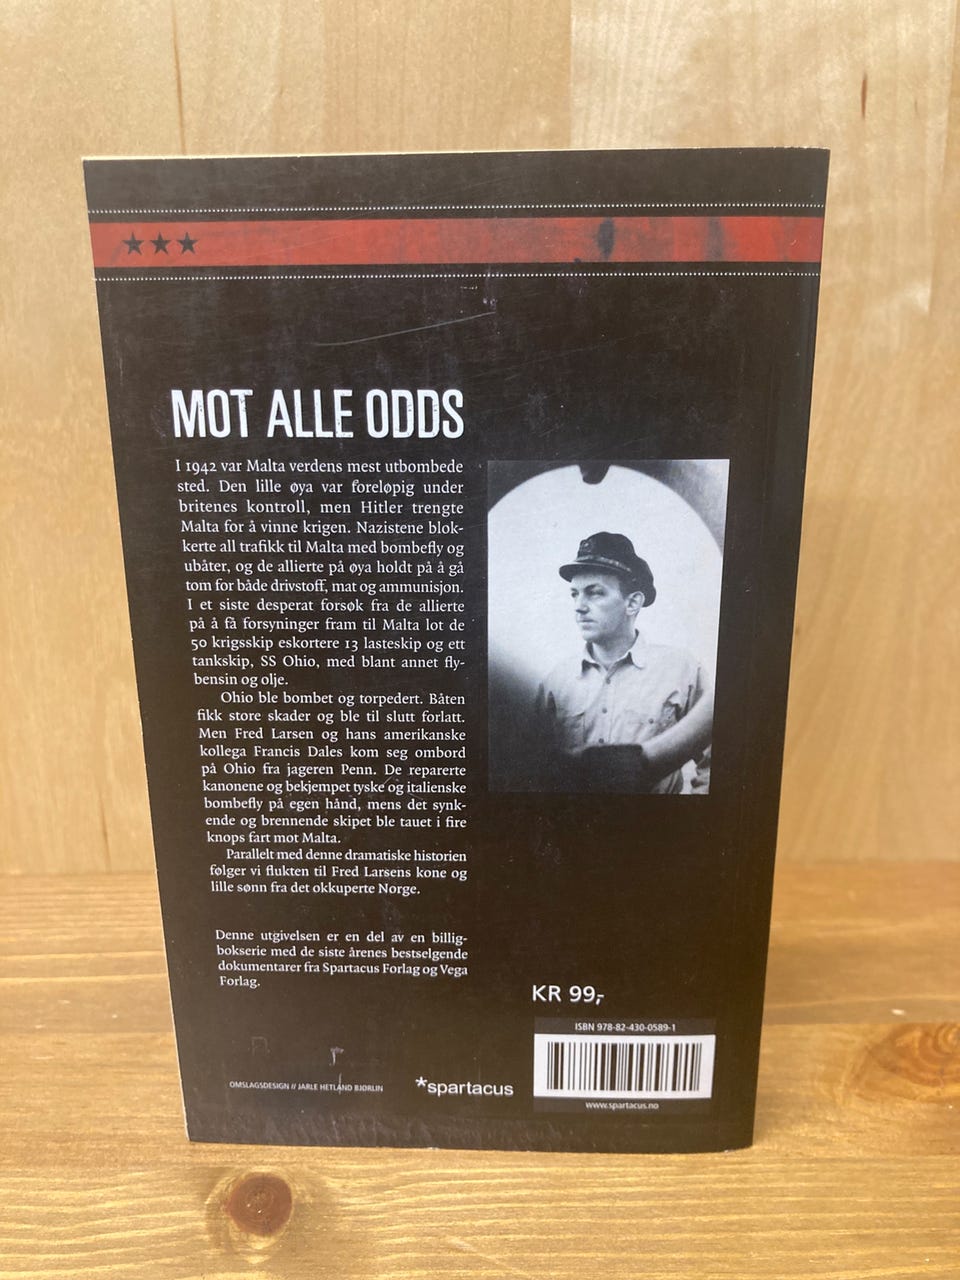 MOT ALLE ODDS
I 1942 var Malta verdens mest utbombede
sted. Den lille øya var foreløpig under
britenes kontroll, men Hitler trengte
Malta for å vinne krigen. Nazistene blok-
kerte all trafikk til Malta med bombefly og
ubåter, og de allierte på øya holdt på å gå
tom for både drivstoff, mat og ammunisjon.
I et siste desperat forsøk fra de allierte
på å få forsyninger fram til Malta lot de
50 krigsskip eskortere 13 lasteskip og ett
tankskip, SS Ohio, med blant annet fly-
bensin og olje.
Ohio ble bombet og torpedert. Båten
fikk store skader og ble til slutt forlatt.
Men Fred Larsen og hans amerikanske
kollega Francis Dales kom seg ombord
på Ohio fra jageren Penn. De reparerte
kanonene og bekjempet tyske og italienske
bombefly på egen hånd, mens det synk-
ende og brennende skipet ble tauet i fire
knops fart mot Malta.
Parallelt med denne dramatiske historien
følger vi flukten til Fred Larsens kone og
lille sønn fra det okkuperte Norge.
Denne utgivelsen er en del av en billig-
bokserie med de siste årenes bestselgende
dokumentarer fra Spartacus Forlag og Vega
Forlag.
KR 99,-
ISBN 978-82-430-0589-1
OMSLAGSDESIGN // JARLE HETLAND BJØRLIN
*spartacus
www.spartacus.no